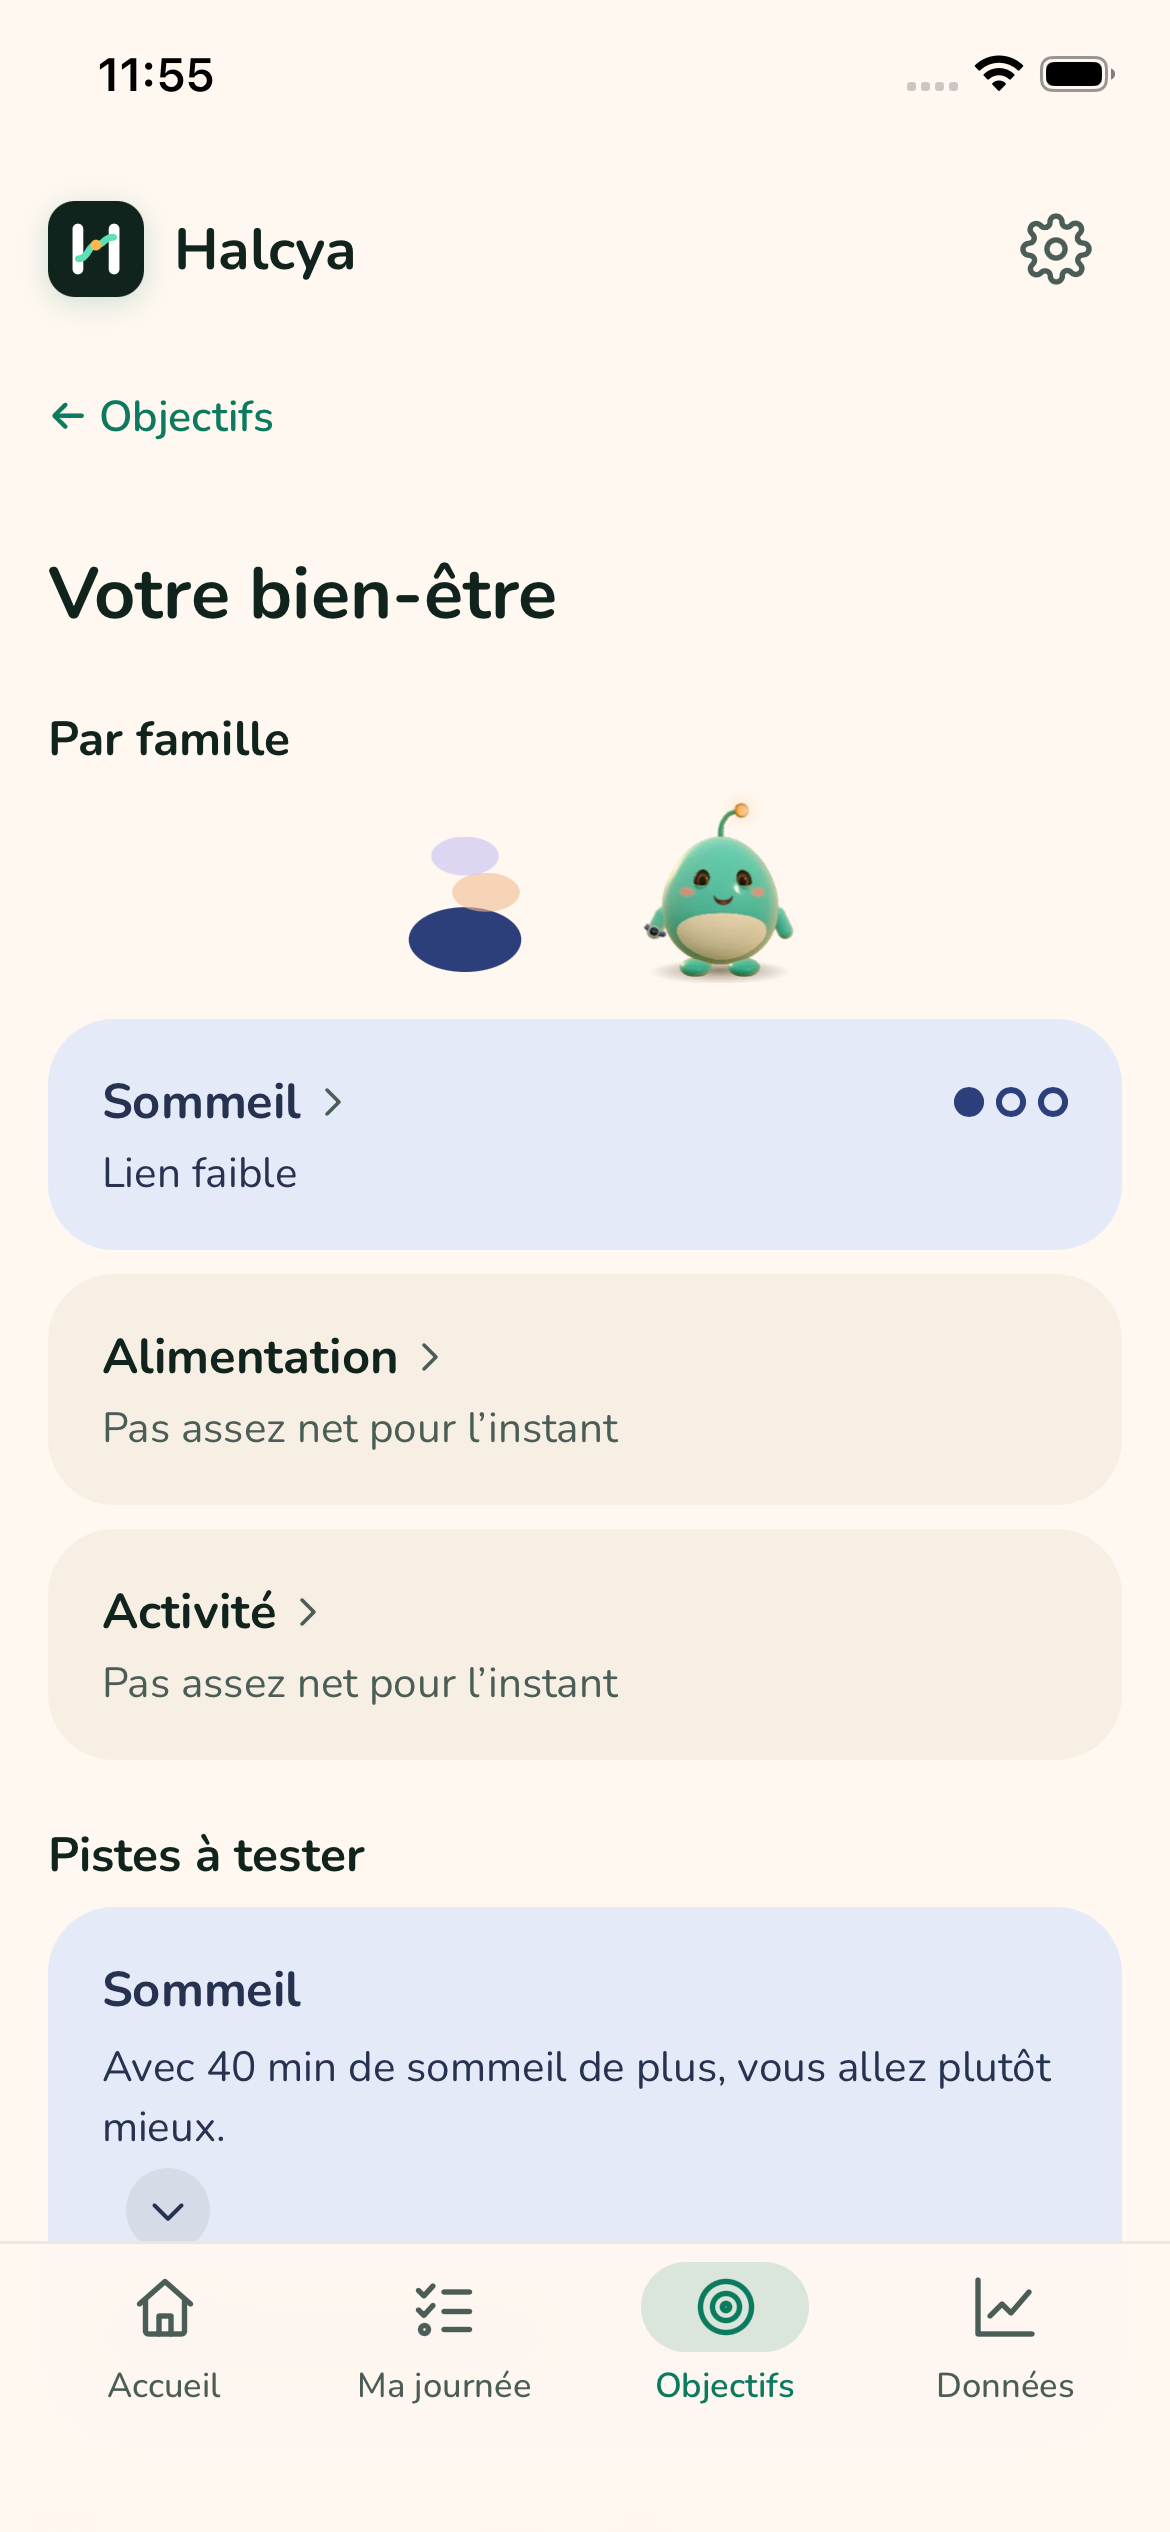 11:55
Halcya
← Objectifs
Votre bien-être
Par famille
Sommeil
Lien faible
Alimentation
Pas assez net pour l’instant
Activité
Pas assez net pour l’instant
Pistes à tester
Sommeil
Avec 40 min de sommeil de plus, vous allez plutôt
mieux.
Accueil
Ma journée
Objectifs
Données